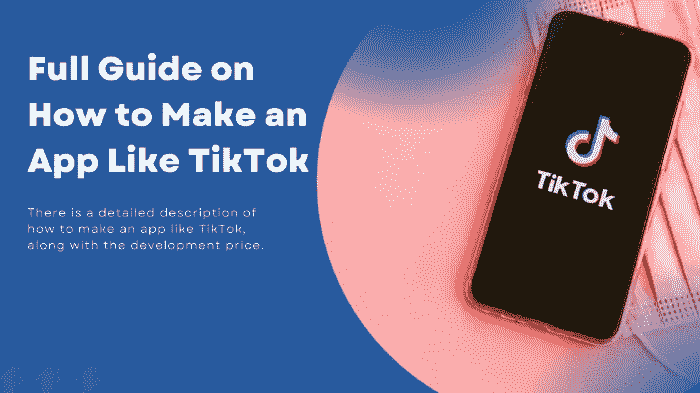 Full Guide on
How to Make an
App Like TikTok
There is a detailed description of
how to make an app like TikTok,
along with the development price.
TikTok